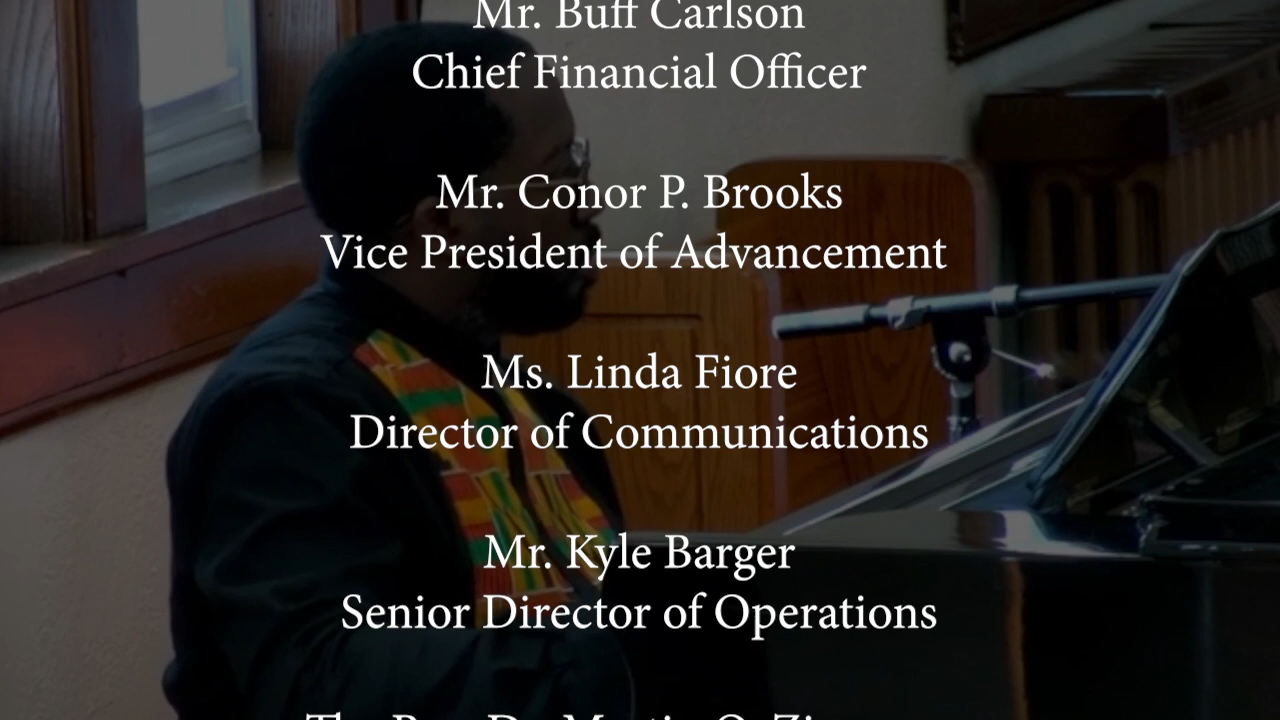 Mr. Buff Carlson
Chief Financial Officer
Mr. Conor P. Brooks
Vice President of Advancement
Ms. Linda Fiore
Director of Communications
Mr. Kyle Barger
Senior Director of Operations